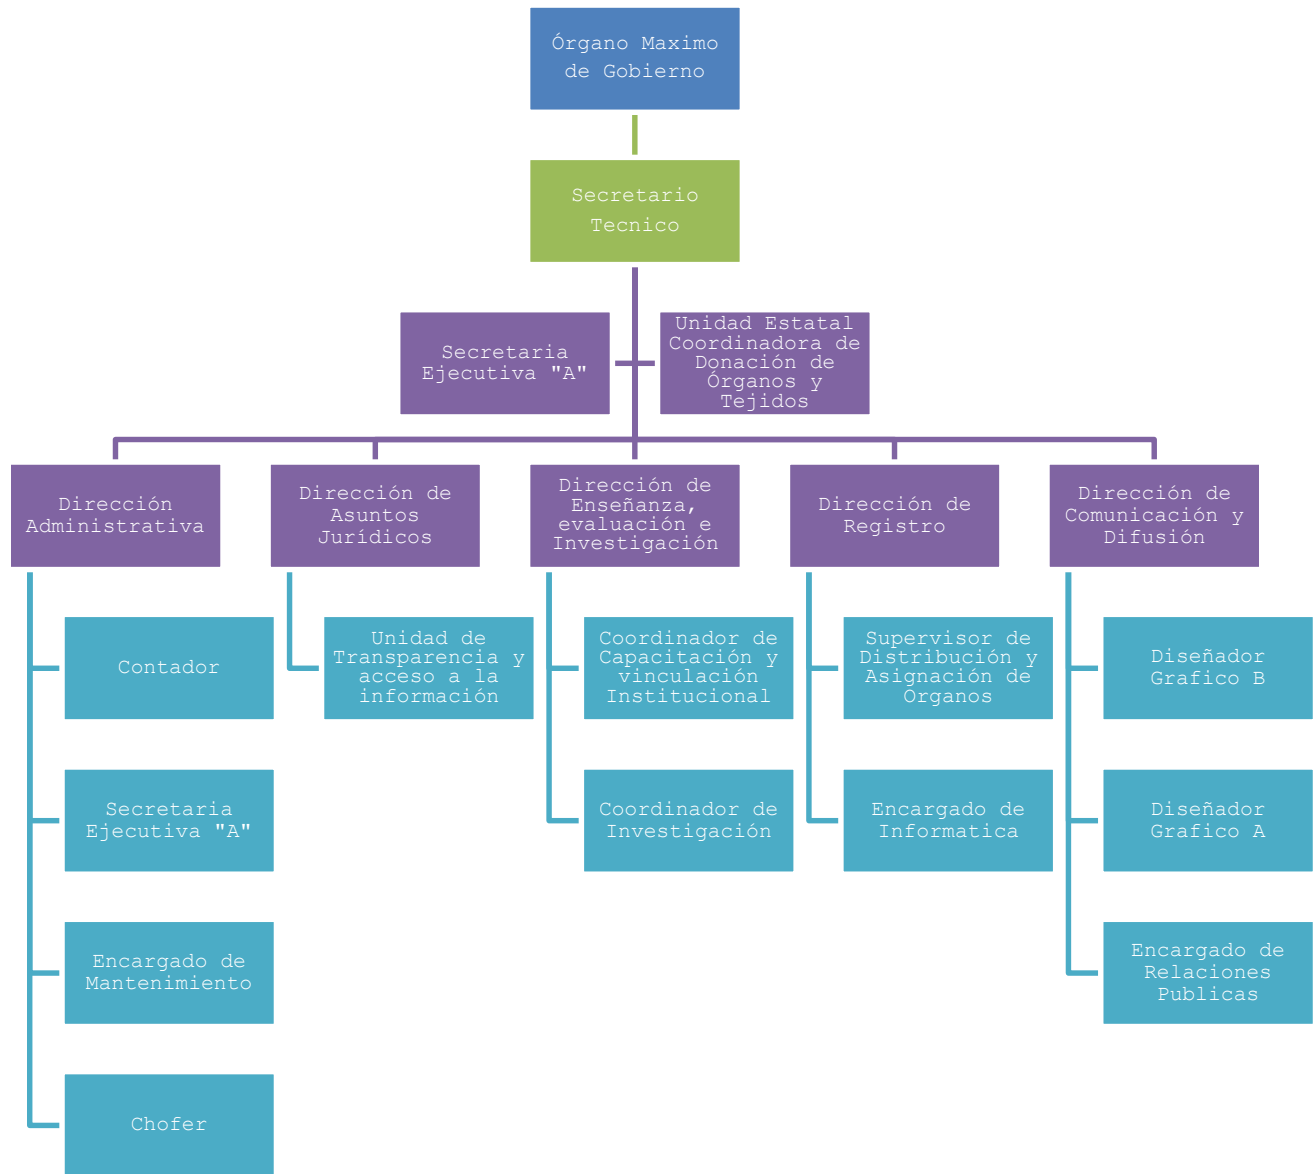 Órgano Maximo
de Gobierno
Secretario
Tecnico
Secretaria
Ejecutiva "A"
Unidad Estatal
Coordinadora de
Donación de
Órganos y
Tejidos
Dirección
Administrativa
Dirección de
Asuntos
Jurídicos
Dirección de
Enseñanza,
evaluación e
Investigación
Dirección de
Registro
Dirección de
Comunicación y
Difusión
Contador
Unidad de
Transparencia y
acceso a la
información
Coordinador de
Capacitación y
vinculación
Institucional
Supervisor de
Distribución y
Asignación de
Organos
Diseñador
Grafico B
Secretaria
Ejecutiva "A"
Coordinador de
Investigación
Encargado de
Informatica
Diseñador
Grafico A
Encargado de
Mantenimiento
Encargado de
Relaciones
Publicas
Chofer